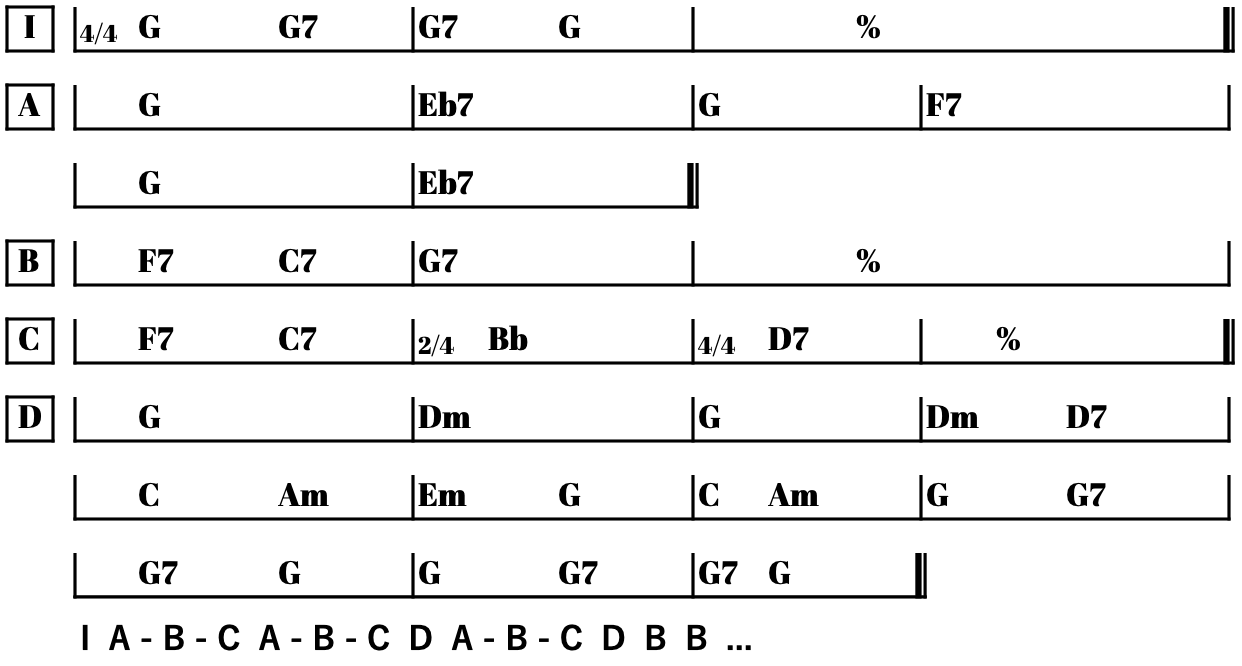 I 4/4 G G7 G7 G %
A G Eb7 G F7
G Eb7
B F7 C7 G7 %
C F7 C7 2/4 Bb 4/4 D7 %
D G Dm G Dm D7
C Am Em G C Am G G7
G7 G G G7 G7 G
I A - B - C A - B - C D A - B - C D B B ...